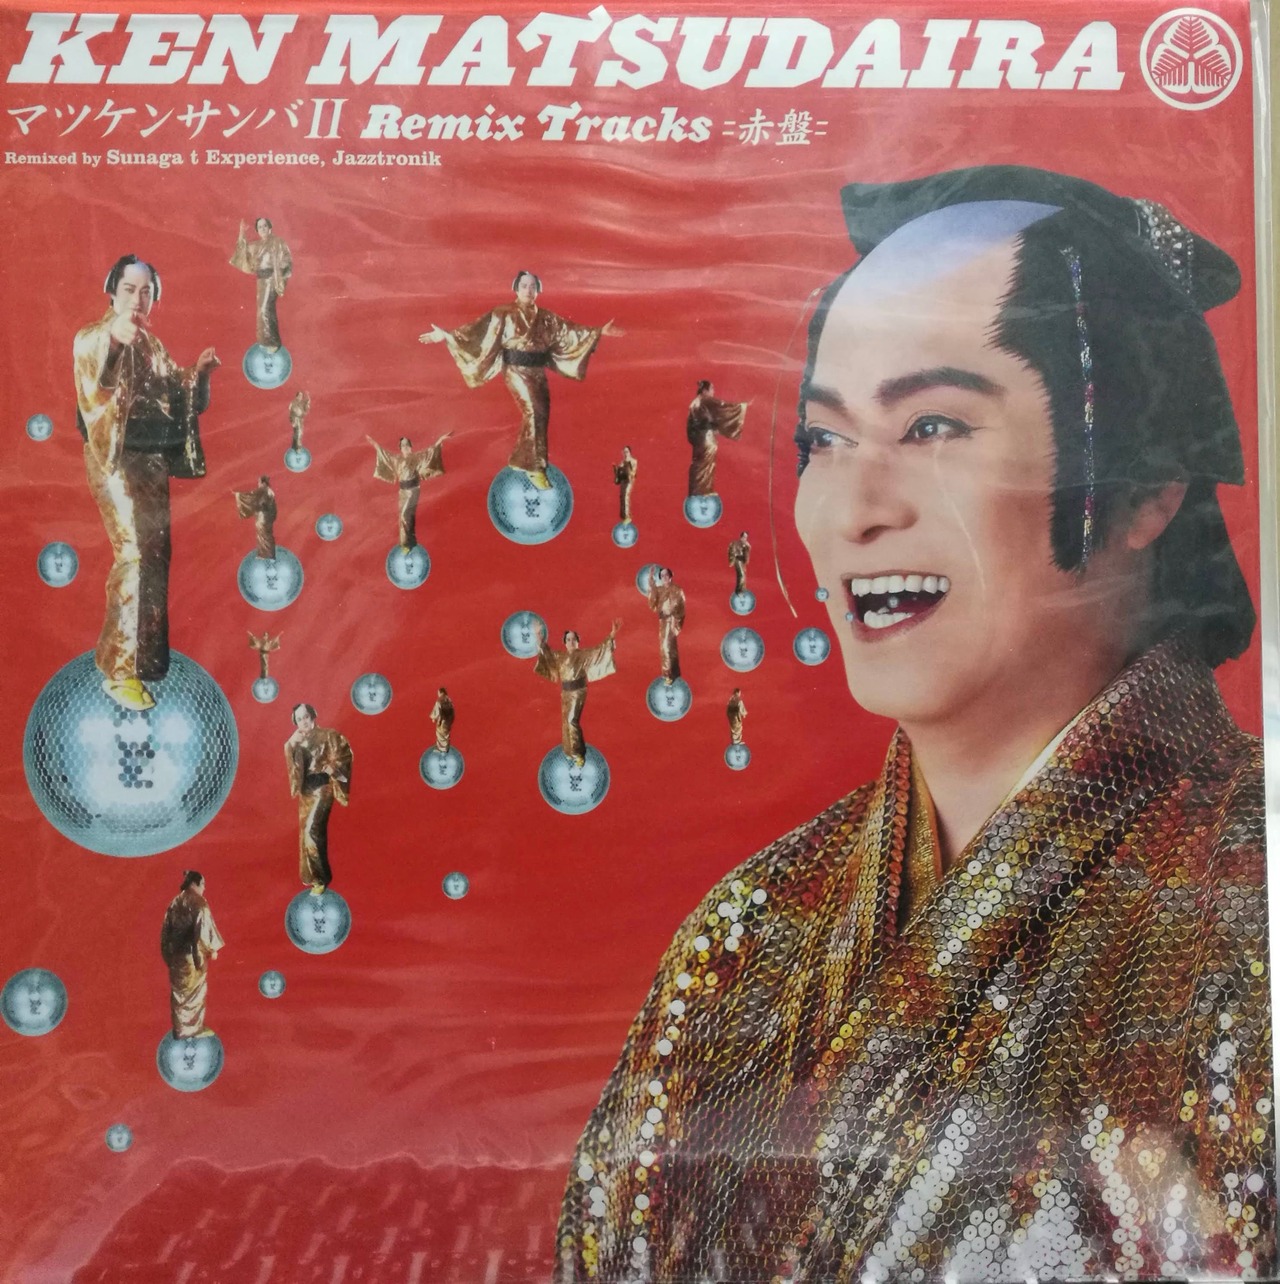 KEN MATSUDAIRA
マツケンサンバII Remix Tracks =赤盤=
Remixed by Sunaga t Experience, Jazztronik